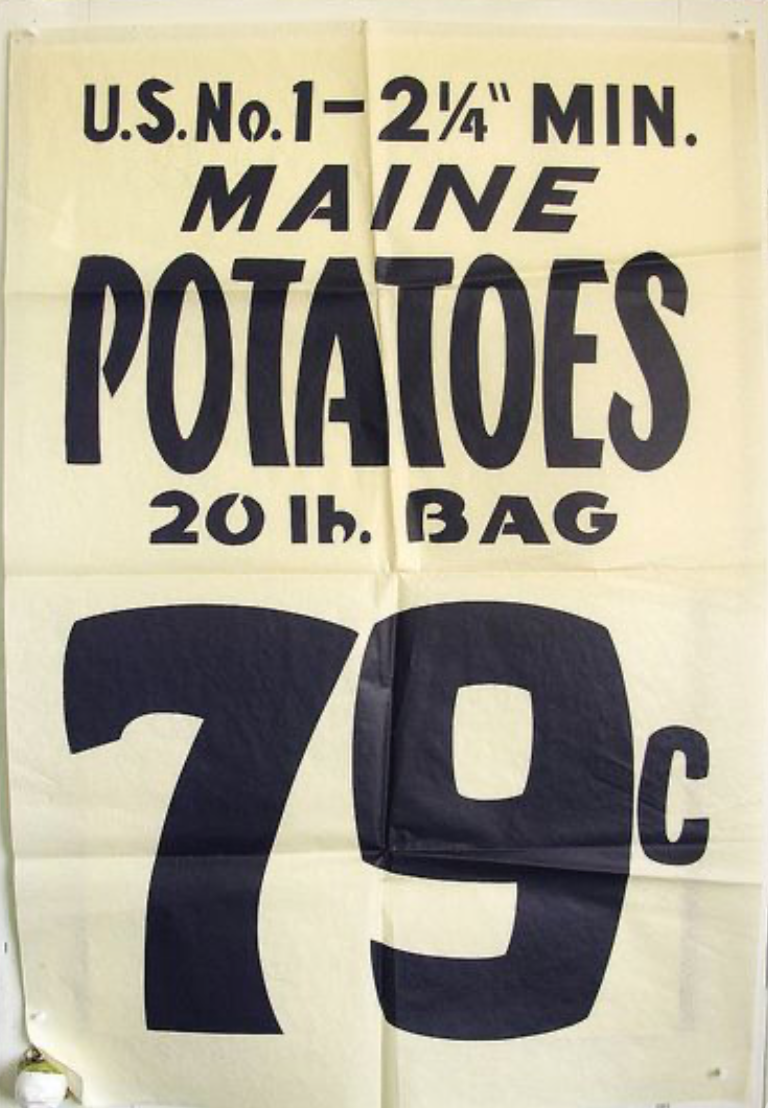 U.S.No.1-2¼" MIN.
MAINE
POTATOES
20 lb. BAG
79c